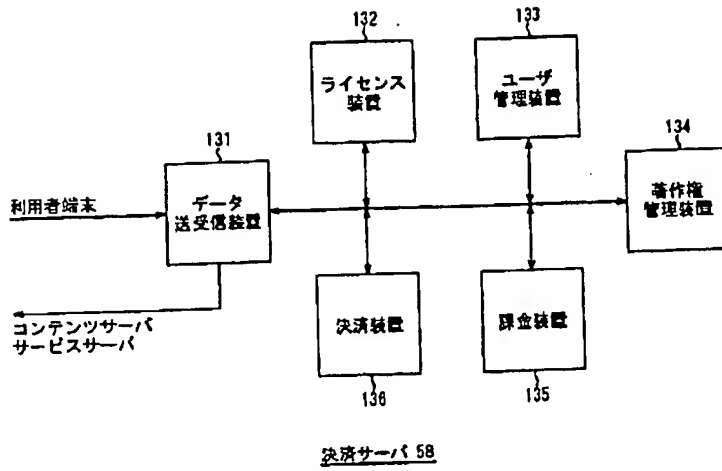 132
ライセンス
装置
133
ユーザ
管理装置
134
著作権
管理装置
131
データ
送受信装置
利用者端末
コンテンツサーバ
サービスサーバ
決済装置
136
課金装置
135
決済サーバ 58